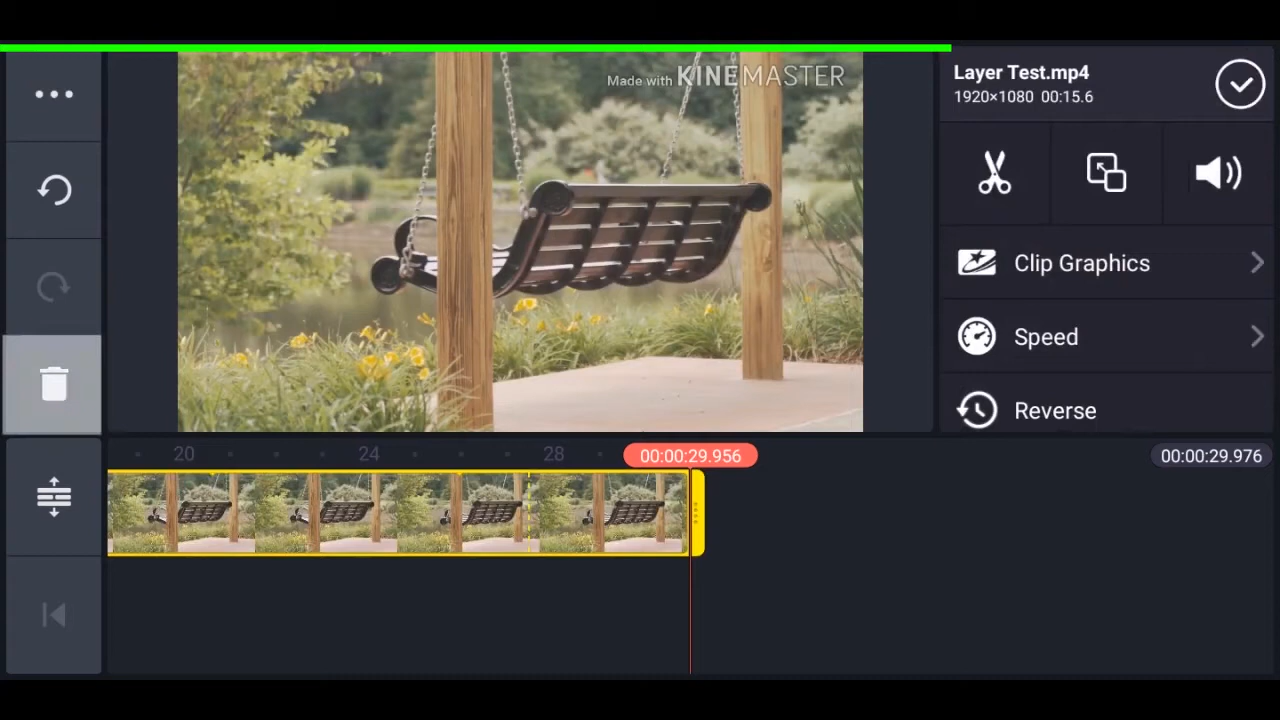 Made with KINEMASTER
Layer Test.mp4
1920×1080 00:15.6
Clip Graphics
Speed
Reverse
20 24 28 00:00:29.956 00:00:29.976